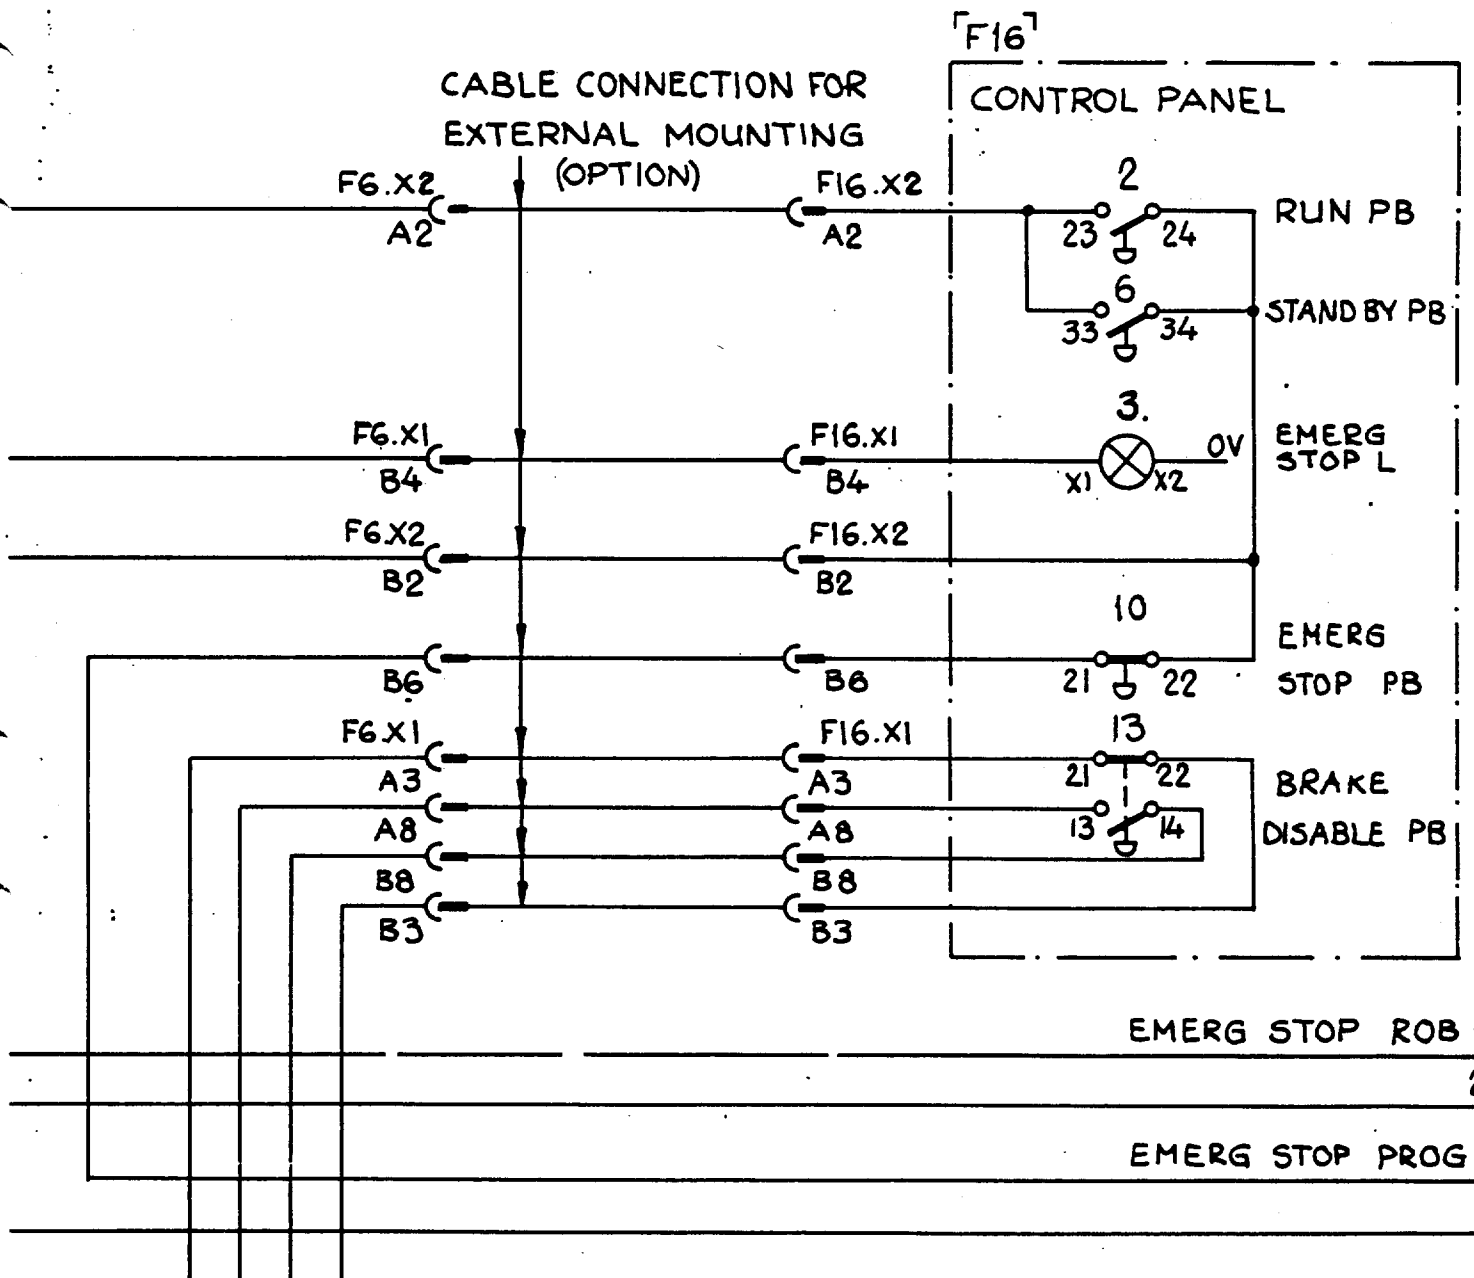 F16
CABLE CONNECTION FOR
EXTERNAL MOUNTING
(OPTION)
CONTROL PANEL
F6.X2
A2
F16.X2
A2
2
23
24
RUN PB
6
33
34
STANDBY PB
F6.X1
B4
F16.X1
B4
3.
X1
X2
0V
EMERG
STOP L
F6.X2
B2
F16.X2
B2
B6
B6
10
21
22
EMERG
STOP PB
F6.X1
A3
F16.X1
A3
13
21
22
A8
A8
13
14
BRAKE
DISABLE PB
B8
B8
B3
B3
EMERG STOP ROB
EMERG STOP PROG